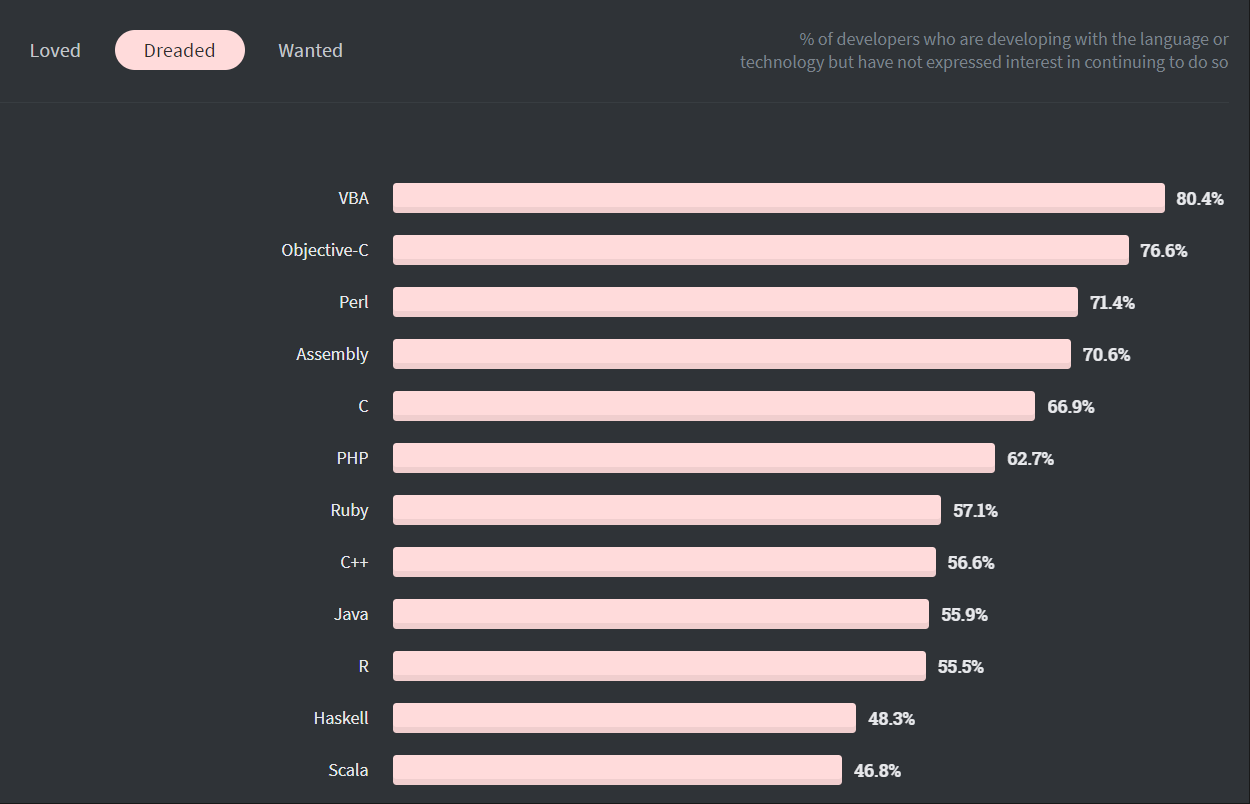 Loved Dreaded Wanted
% of developers who are developing with the language or
technology but have not expressed interest in continuing to do so
VBA 80.4%
Objective-C 76.6%
Perl 71.4%
Assembly 70.6%
C 66.9%
PHP 62.7%
Ruby 57.1%
C++ 56.6%
Java 55.9%
R 55.5%
Haskell 48.3%
Scala 46.8%